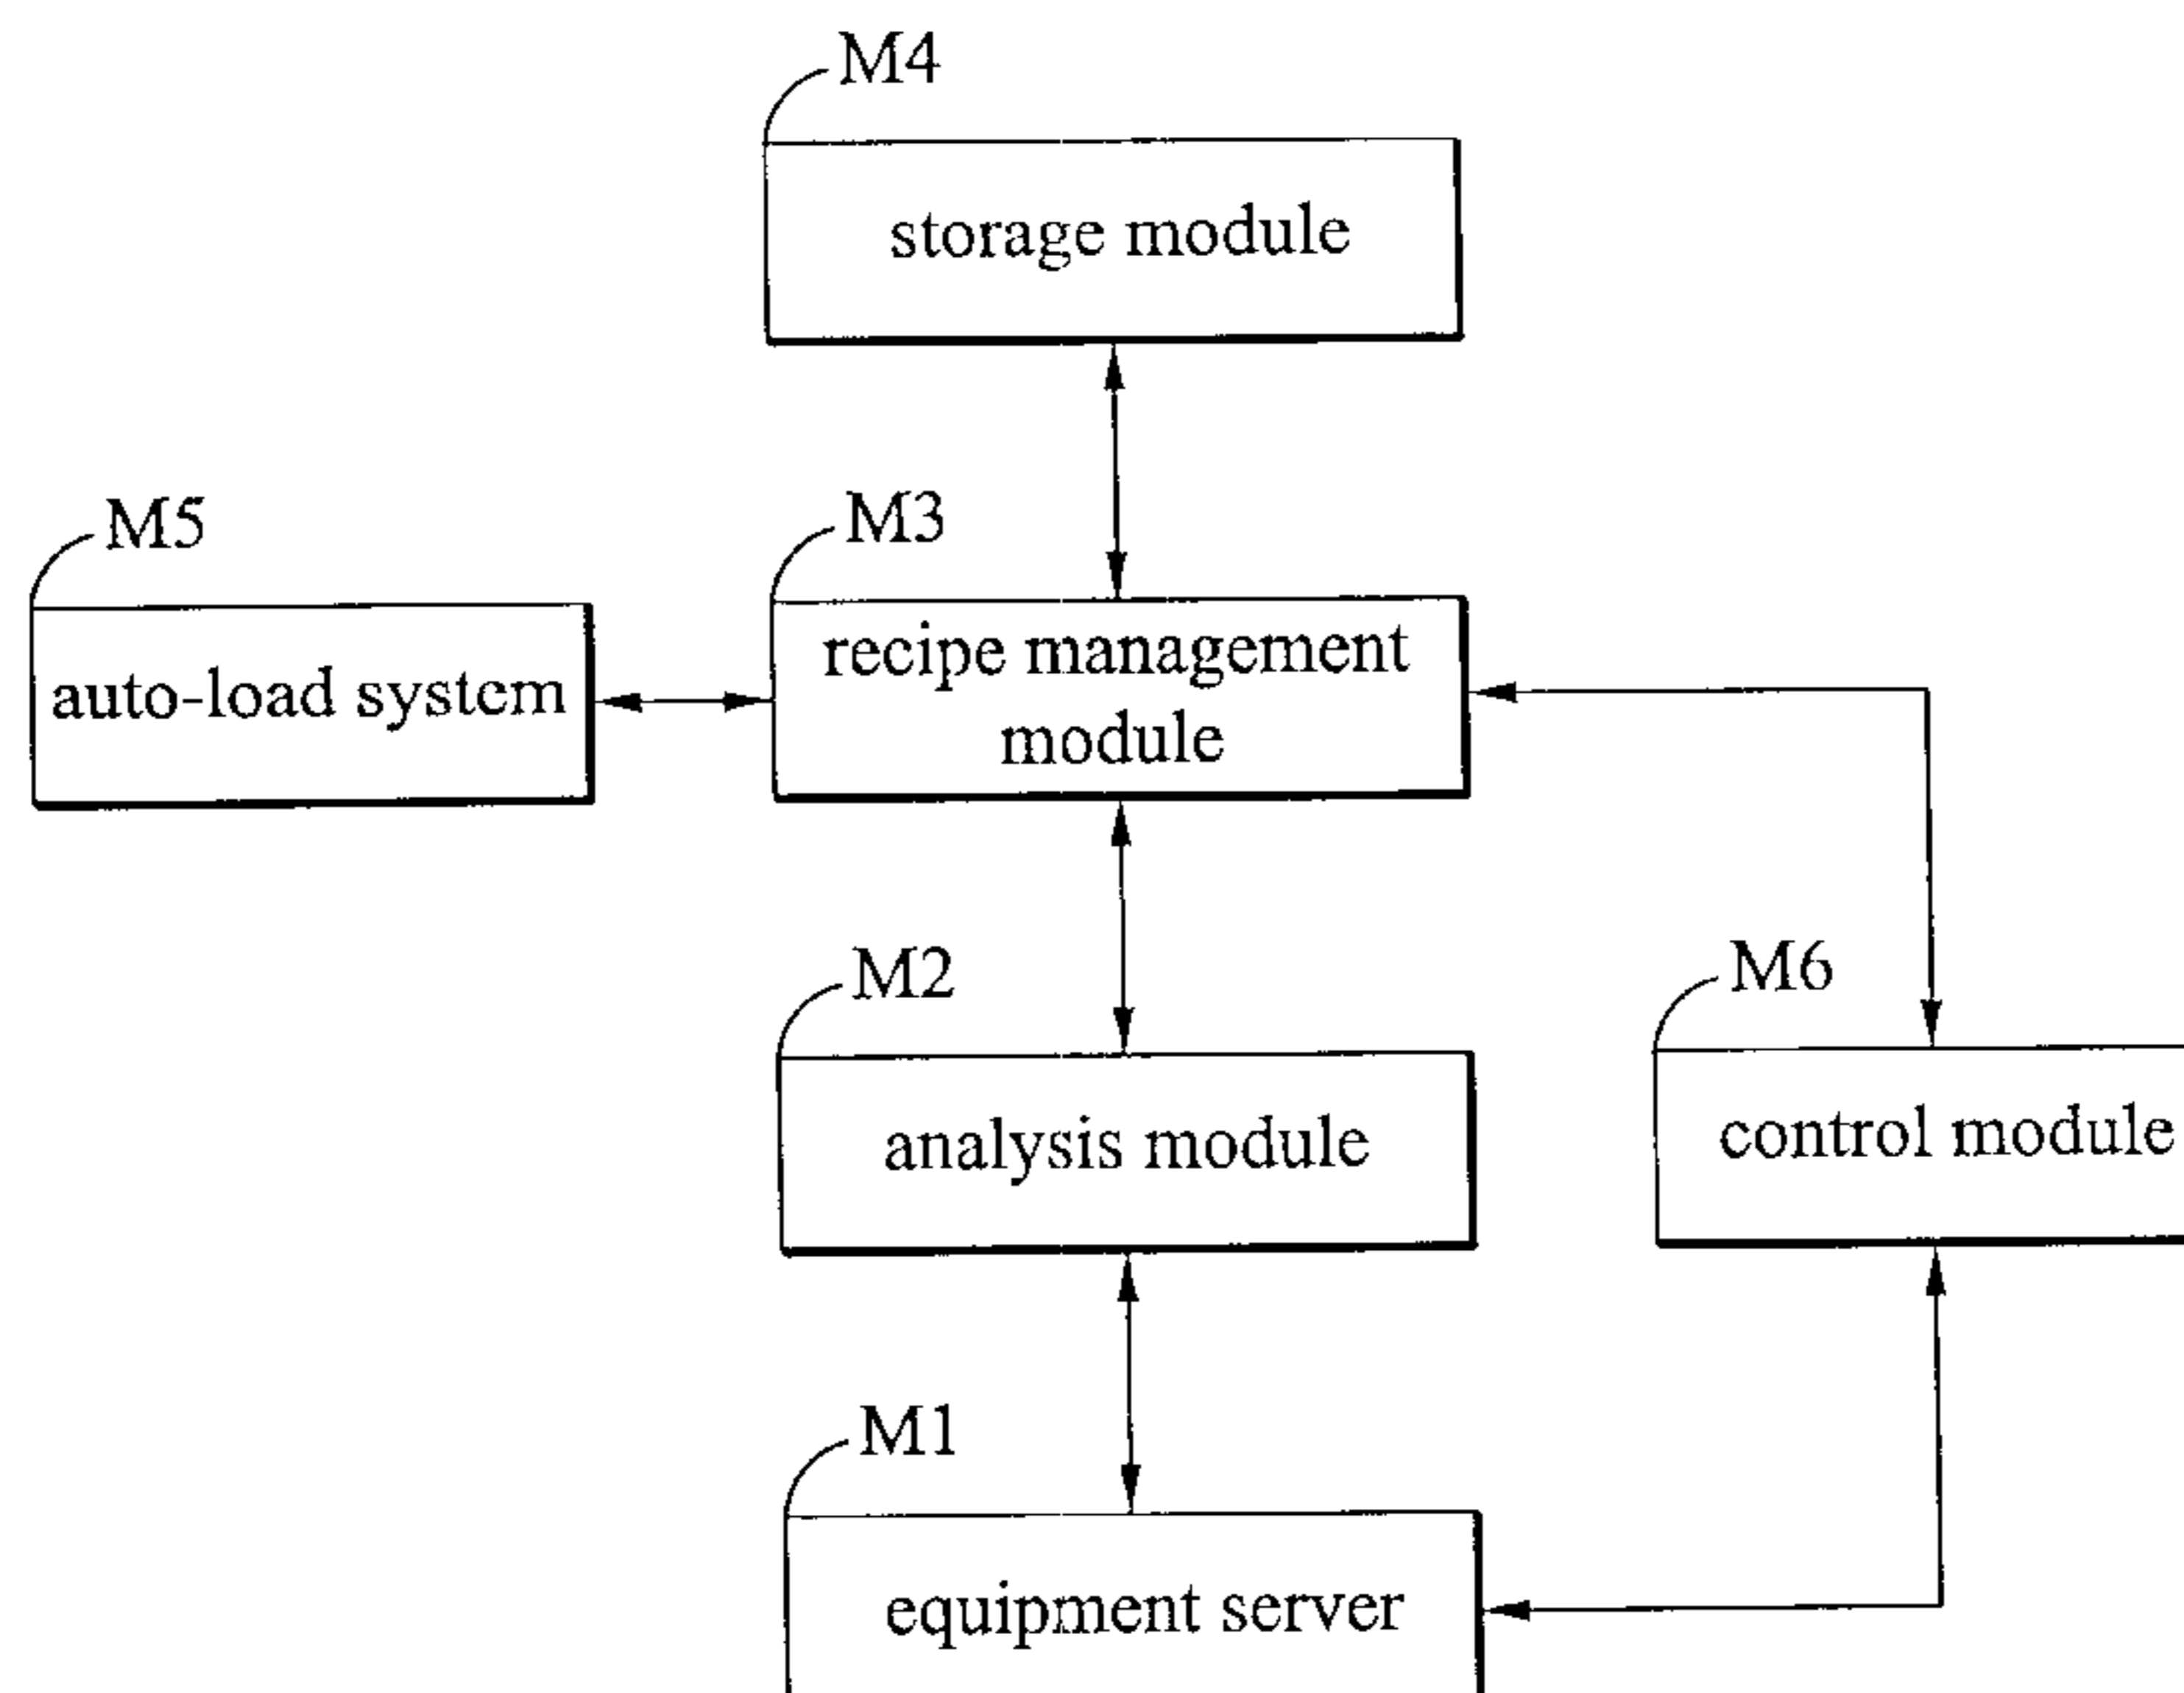 M4
storage module
M5
M3
auto-load system
recipe management
module
M2
M6
analysis module
control module
M1
equipment server